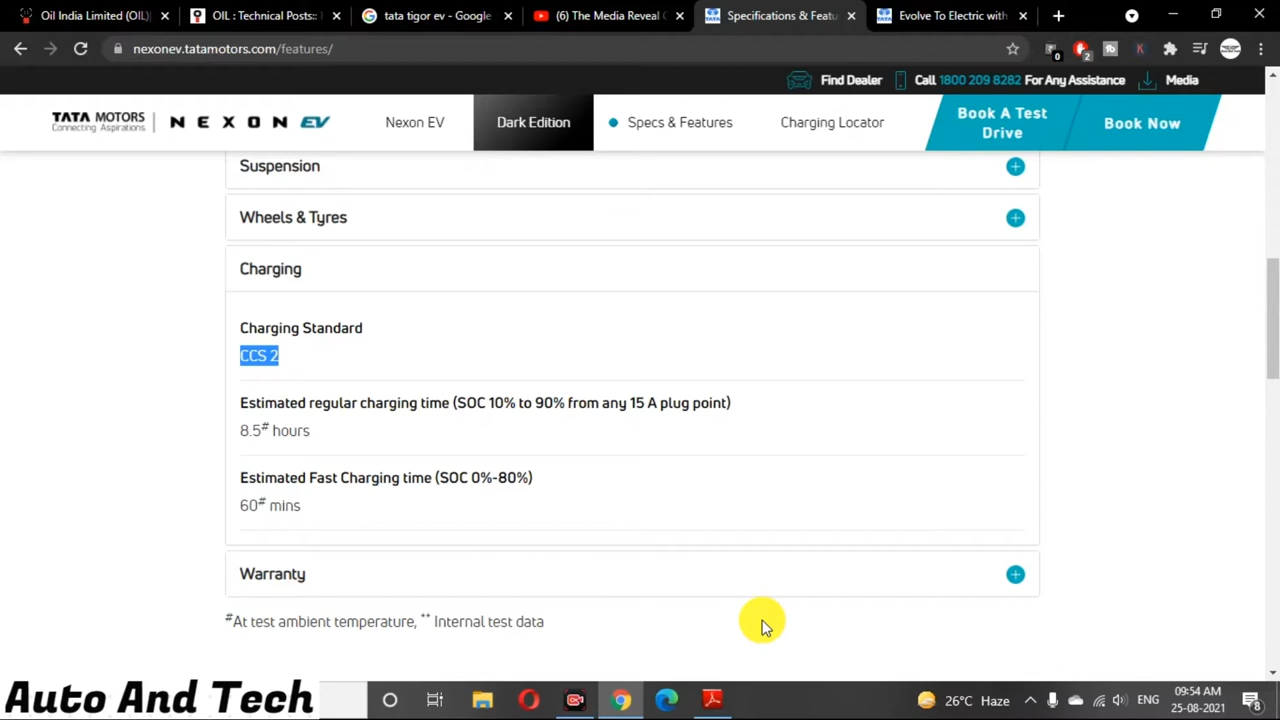 Oil India Limited (OIL)
OIL : Technical Posts::
tata tigor ev - Google
(6) The Media Reveal
Specifications & Featu
Evolve To Electric with
nexonev.tatamotors.com/features/
0
2
K
Find Dealer
Call 1800 209 8282 For Any Assistance
Media
TATA MOTORS
Connecting Aspirations
NEXON EV
Nexon EV
Dark Edition
Specs & Features
Charging Locator
Book A Test
Drive
Book Now
Suspension
Wheels & Tyres
Charging
Charging Standard
CCS 2
Estimated regular charging time (SOC 10% to 90% from any 15 A plug point)
8.5# hours
Estimated Fast Charging time (SOC 0%-80%)
60# mins
Warranty
#At test ambient temperature, ** Internal test data
Auto And Tech
26°C Haze
ENG
09:54 AM
25-08-2021
8